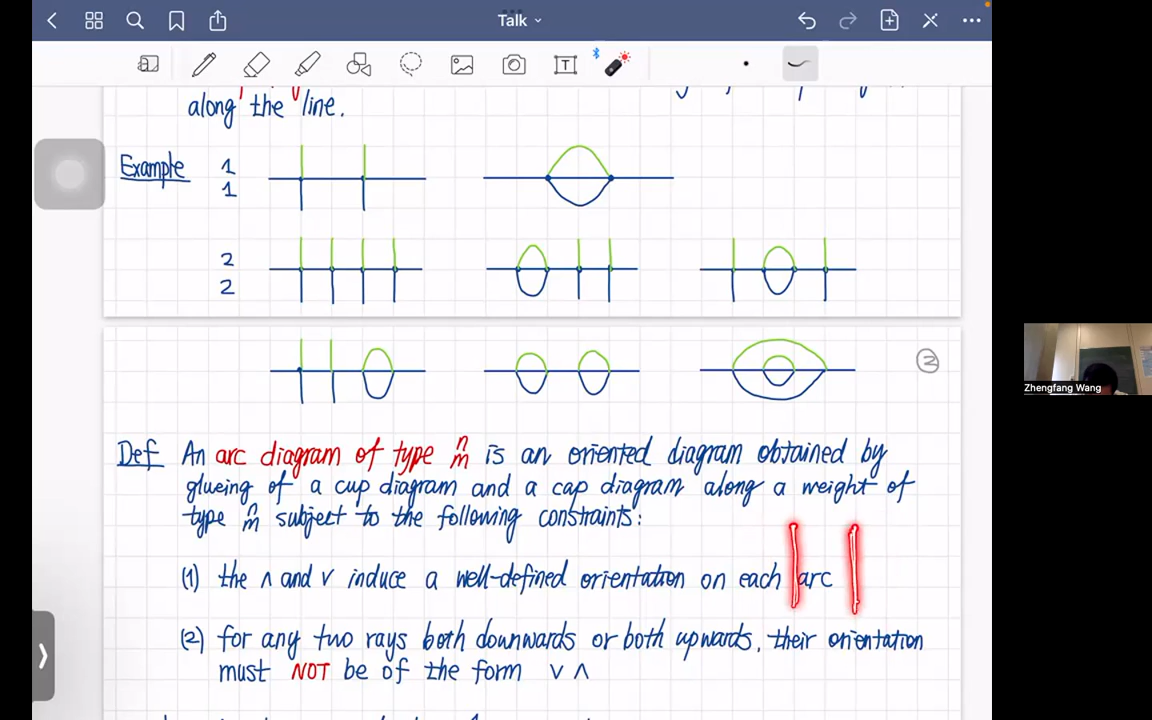 Talk
along the line.
Example 1
1
2
2
②
Def An arc diagram of type n
m is an oriented diagram obtained by
glueing of a cup diagram and a cap diagram along a weight of
type n
m subject to the following constraints:
(1) the ∧ and ∨ induce a well-defined orientation on each arc
(2) for any two rays both downwards or both upwards, their orientation
must NOT be of the form ∨ ∧
Zhengfang Wang